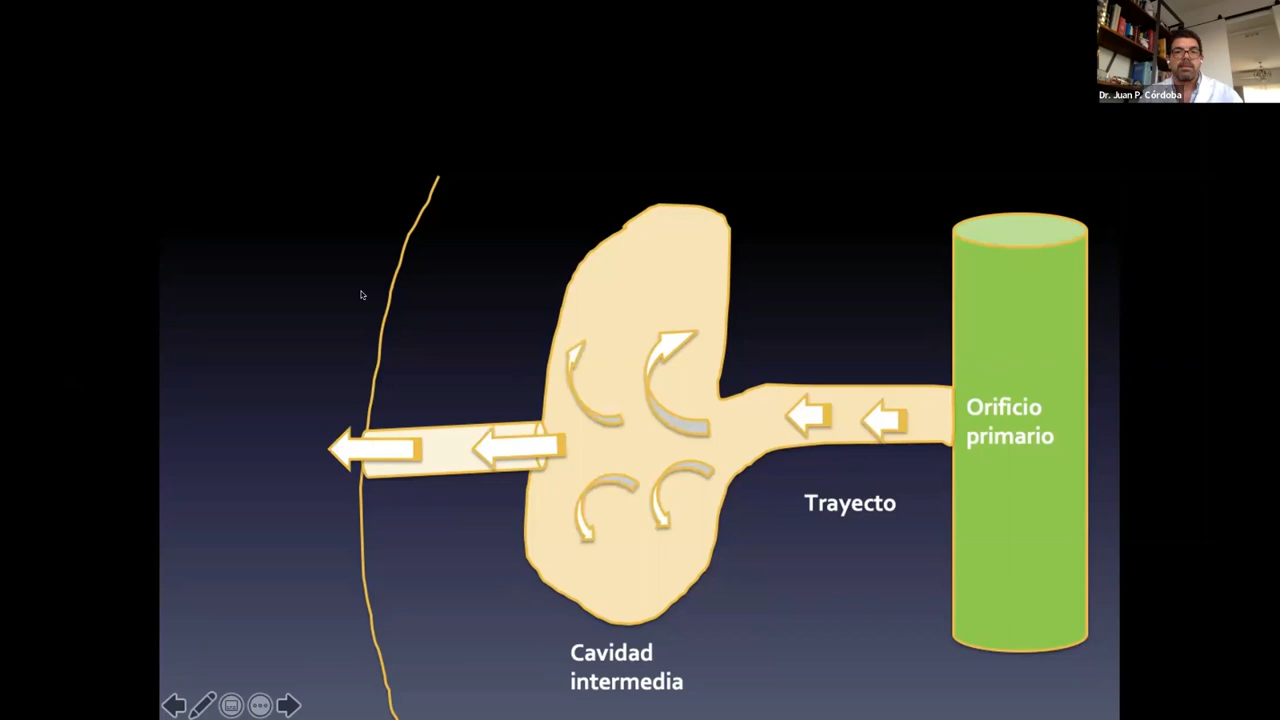 Dr. Juan P. Córdoba
Orificio
primario
Trayecto
Cavidad
intermedia